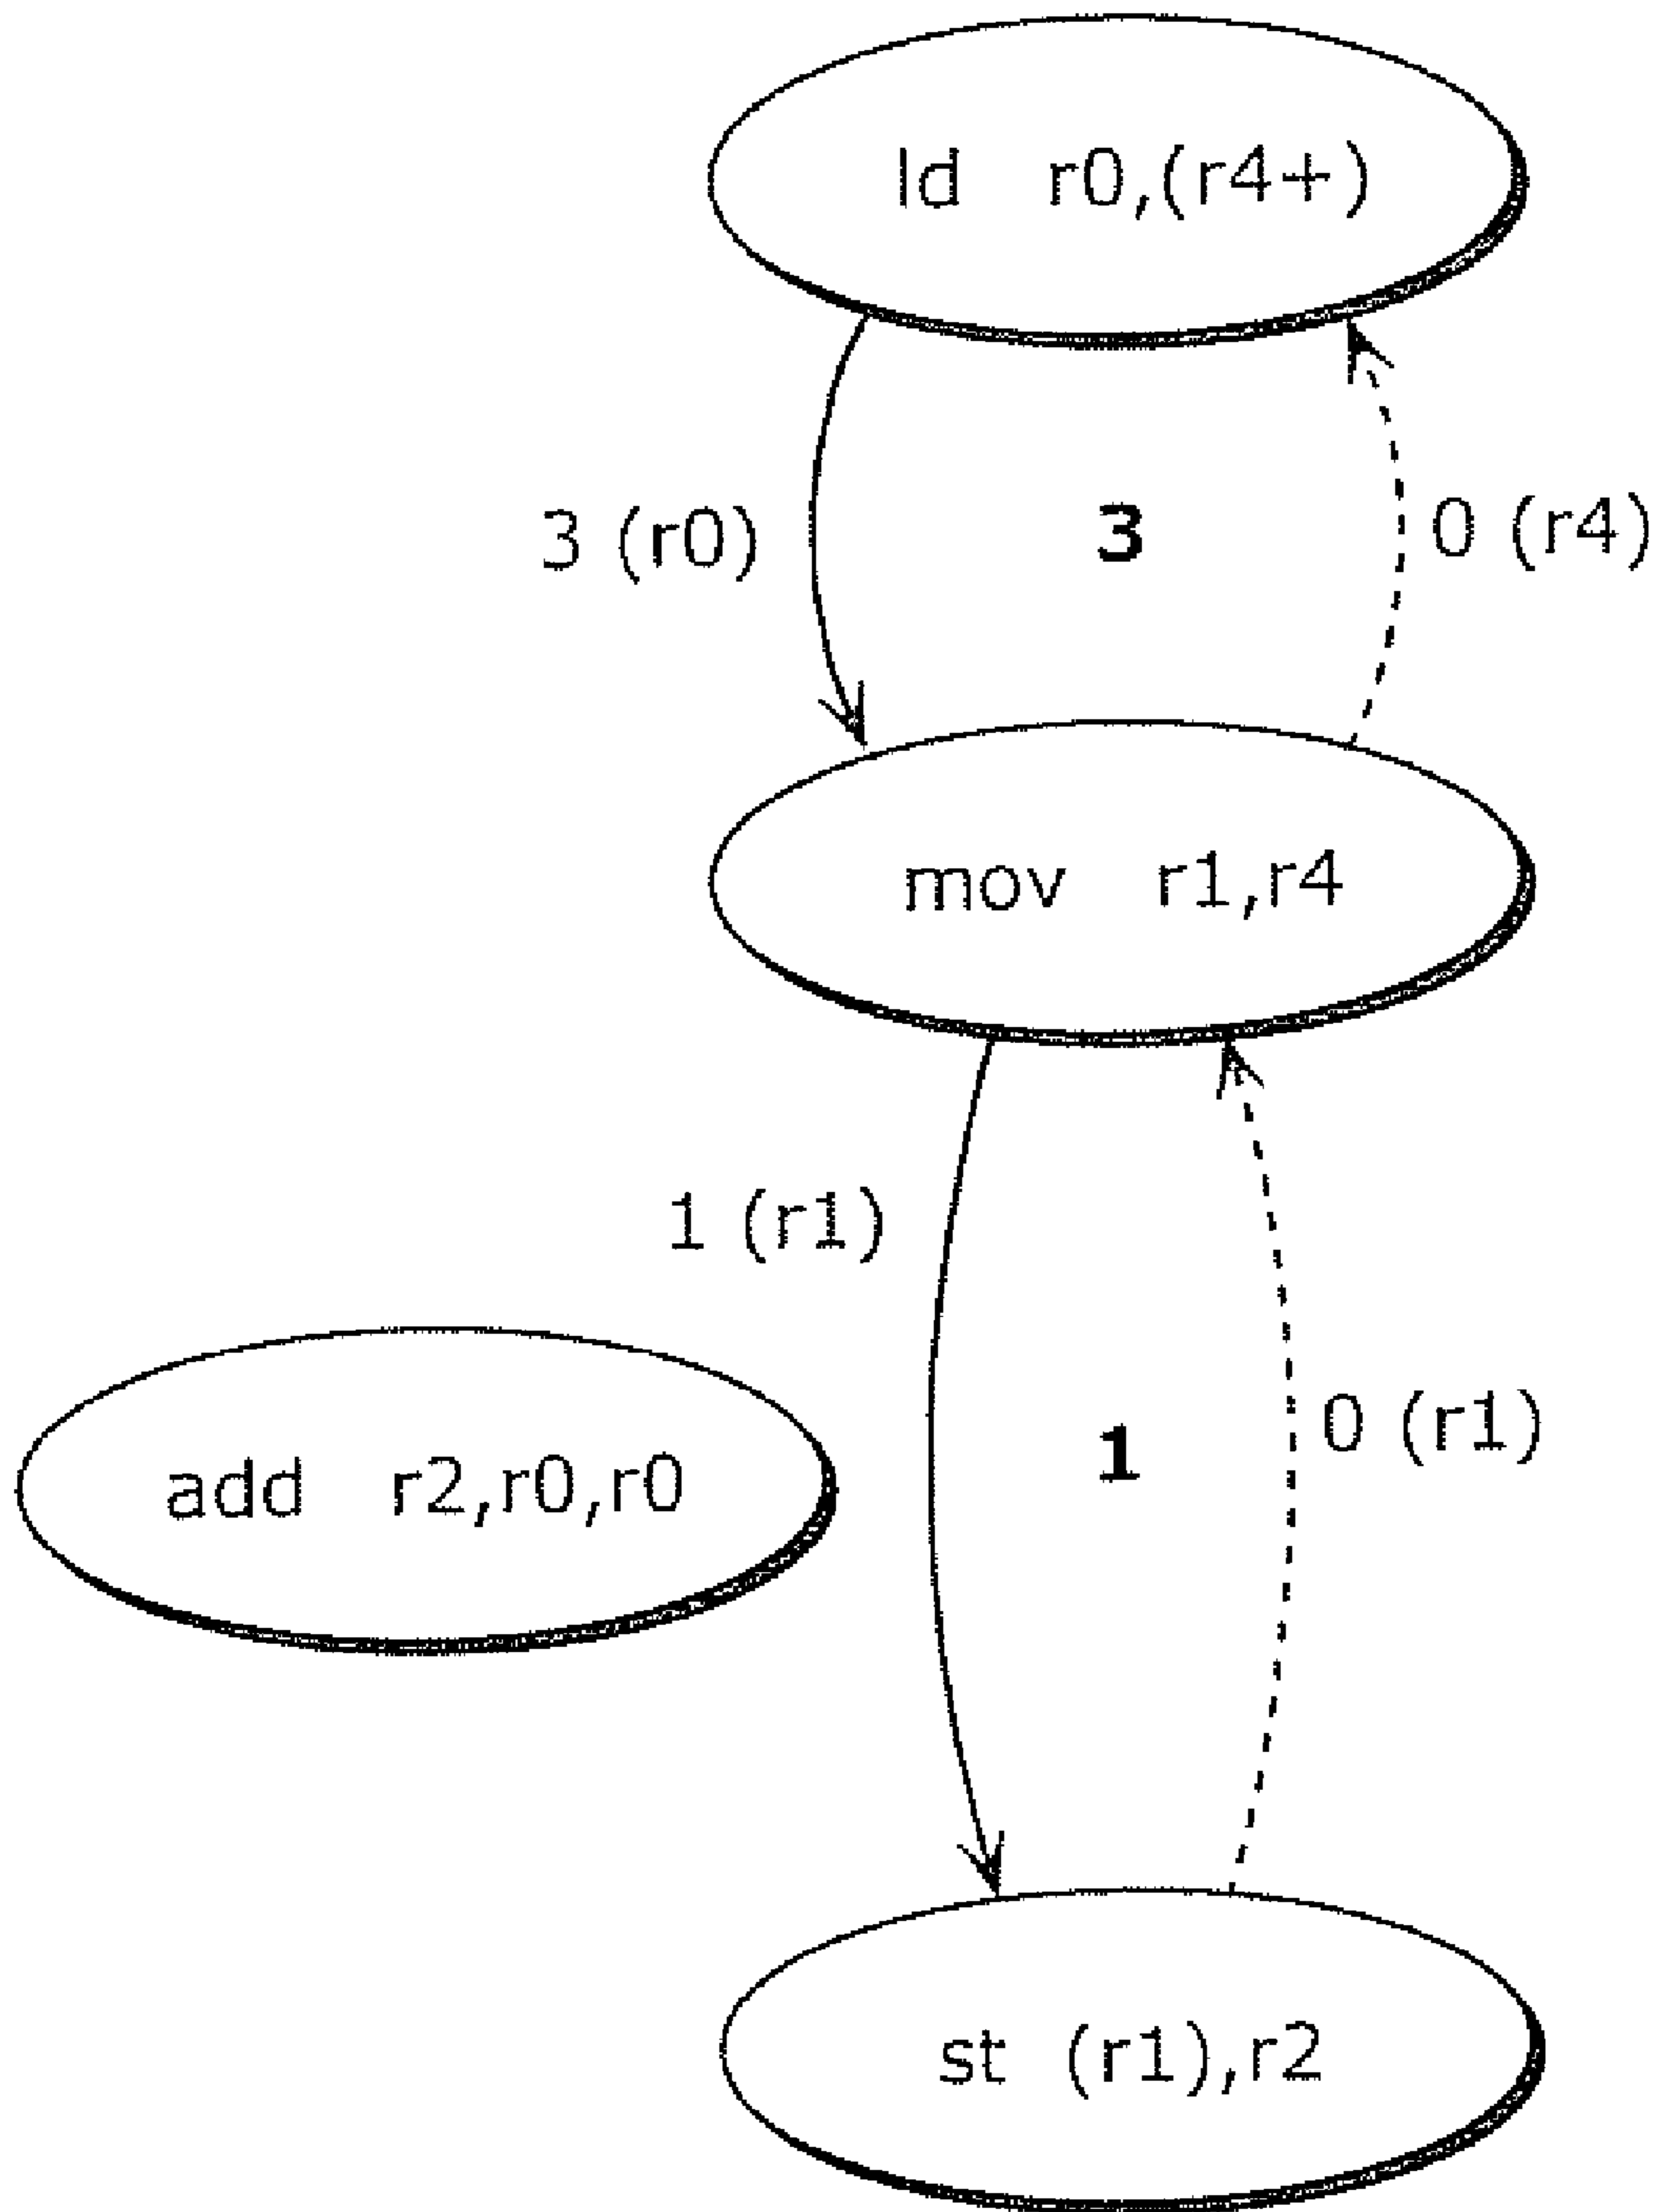 ld r0,(r4+)
3 (r0)
3
0 (r4)
mov r1,r4
1 (r1)
1
0 (r1)
add r2,r0,r0
st (r1),r2